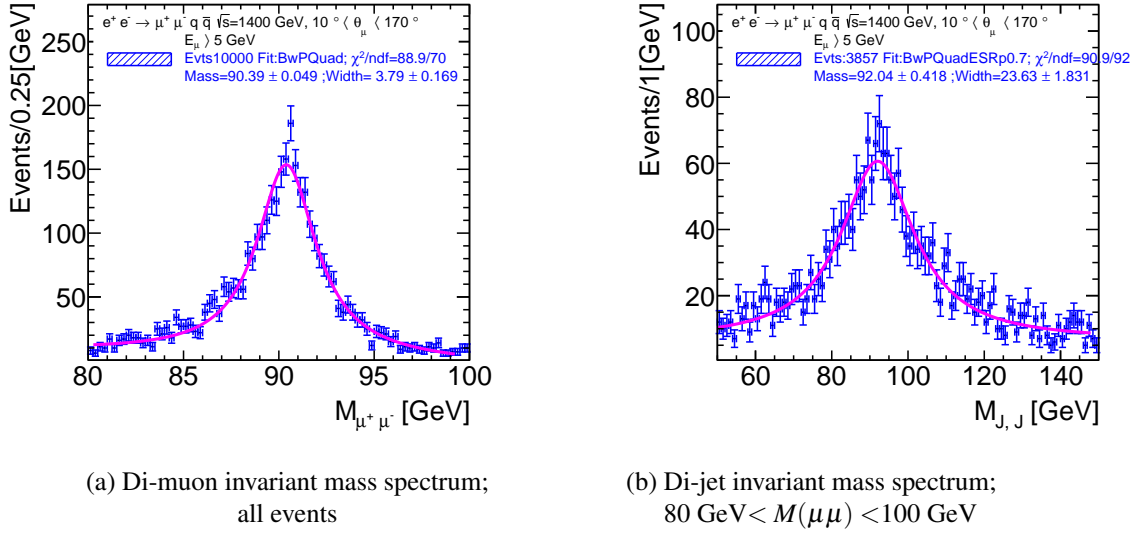 e⁺ e⁻ → μ⁺ μ⁻ q q̅ √s=1400 GeV, 10 ° ⟨ θ_μ ⟨ 170 °
E_μ ⟩ 5 GeV
Evts10000 Fit:BwPQuad; χ²/ndf=88.9/70
Mass=90.39 ± 0.049 ;Width= 3.79 ± 0.169
Events/0.25[GeV]
250
200
150
100
50
80 85 90 95 100
M_μ⁺ μ⁻ [GeV]
(a) Di-muon invariant mass spectrum;
all events
e⁺ e⁻ → μ⁺ μ⁻ q q̅ √s=1400 GeV, 10 ° ⟨ θ_μ ⟨ 170 °
E_μ ⟩ 5 GeV
Evts:3857 Fit:BwPQuadESRp0.7; χ²/ndf=90.9/92
Mass=92.04 ± 0.418 ;Width=23.63 ± 1.831
Events/1[GeV]
100
80
60
40
20
60 80 100 120 140
M_J, J [GeV]
(b) Di-jet invariant mass spectrum;
80 GeV< M(μμ) <100 GeV